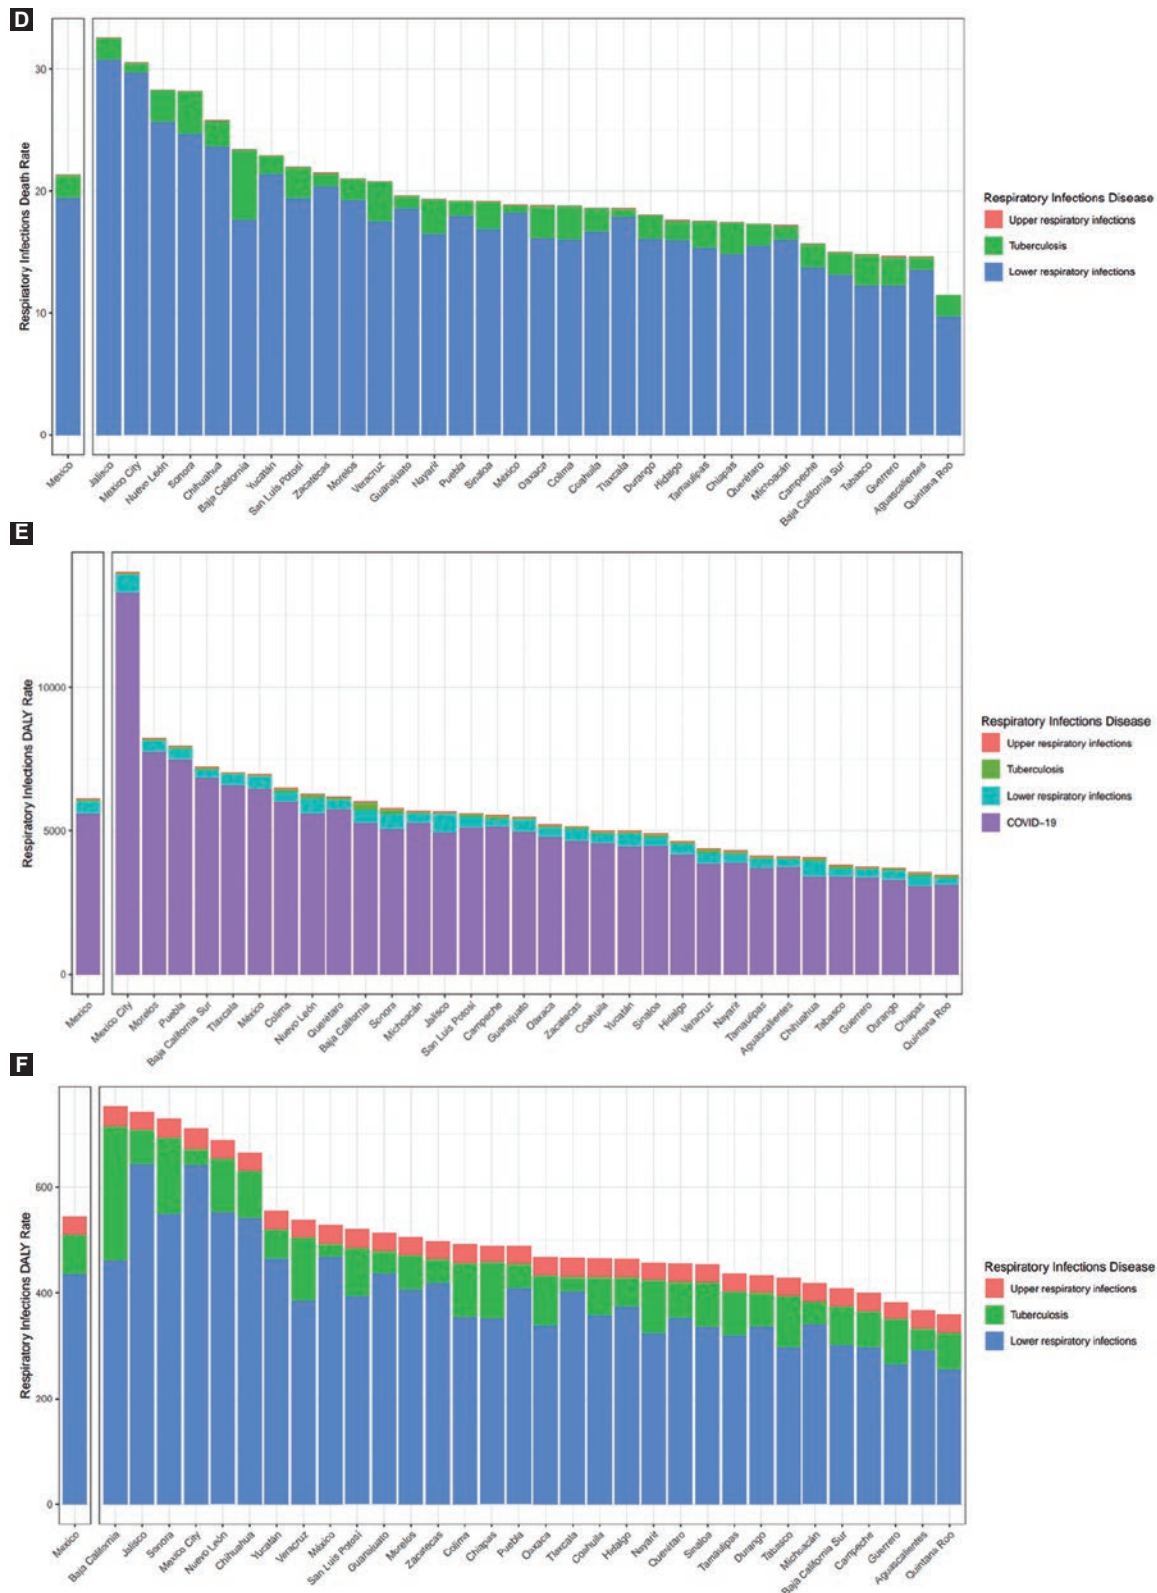 D
Respiratory Infections Death Rate
30
20
10
0
Mexico
Jalisco
Mexico City
Nuevo León
Sonora
Chihuahua
Baja California
Yucatán
San Luis Potosí
Zacatecas
Morelos
Veracruz
Guanajuato
Nayarit
Puebla
Sinaloa
México
Oaxaca
Colima
Coahuila
Tlaxcala
Durango
Hidalgo
Tamaulipas
Chiapas
Querétaro
Michoacán
Campeche
Baja California Sur
Tabasco
Guerrero
Aguascalientes
Quintana Roo
Respiratory Infections Disease
Upper respiratory infections
Tuberculosis
Lower respiratory infections
E
Respiratory Infections DALY Rate
10000
5000
0
Mexico
Mexico City
Morelos
Puebla
Baja California Sur
Tlaxcala
México
Colima
Nuevo León
Querétaro
Baja California
Sonora
Michoacán
Jalisco
San Luis Potosí
Campeche
Guanajuato
Oaxaca
Zacatecas
Coahuila
Yucatán
Sinaloa
Hidalgo
Veracruz
Nayarit
Tamaulipas
Aguascalientes
Chihuahua
Tabasco
Guerrero
Durango
Chiapas
Quintana Roo
Respiratory Infections Disease
Upper respiratory infections
Tuberculosis
Lower respiratory infections
COVID-19
F
Respiratory Infections DALY Rate
600
400
200
0
Mexico
Baja California
Jalisco
Sonora
Mexico City
Nuevo León
Chihuahua
Yucatán
Veracruz
México
San Luis Potosí
Guanajuato
Morelos
Zacatecas
Colima
Chiapas
Puebla
Oaxaca
Tlaxcala
Coahuila
Hidalgo
Nayarit
Querétaro
Sinaloa
Tamaulipas
Durango
Tabasco
Michoacán
Baja California Sur
Campeche
Guerrero
Aguascalientes
Quintana Roo
Respiratory Infections Disease
Upper respiratory infections
Tuberculosis
Lower respiratory infections